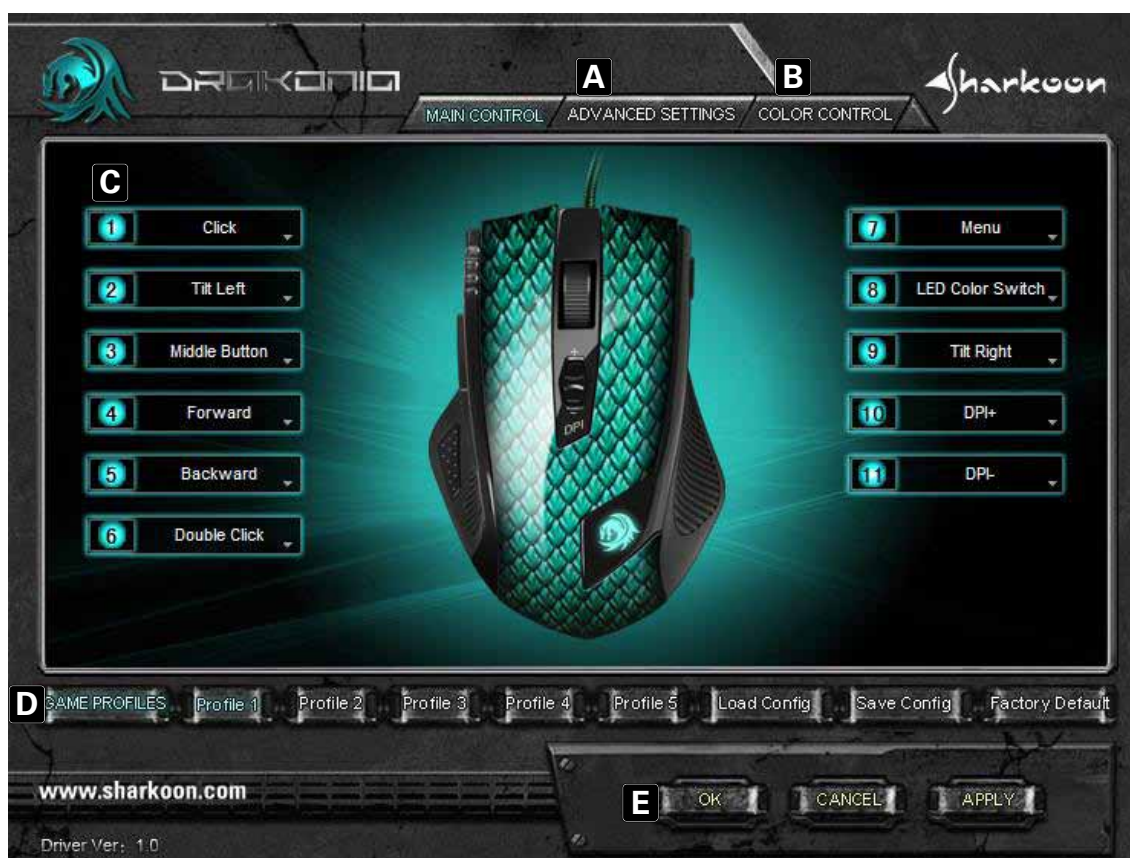 DRAKONIA
Sharkoon
A
B
MAIN CONTROL ADVANCED SETTINGS COLOR CONTROL
C
1 Click
2 Tilt Left
3 Middle Button
4 Forward
5 Backward
6 Double Click
+
-
DPI
7 Menu
8 LED Color Switch
9 Tilt Right
10 DPI+
11 DPI-
D GAME PROFILES Profile 1 Profile 2 Profile 3 Profile 4 Profile 5 Load Config Save Config Factory Default
www.sharkoon.com
E OK CANCEL APPLY
Driver Ver: 1.0